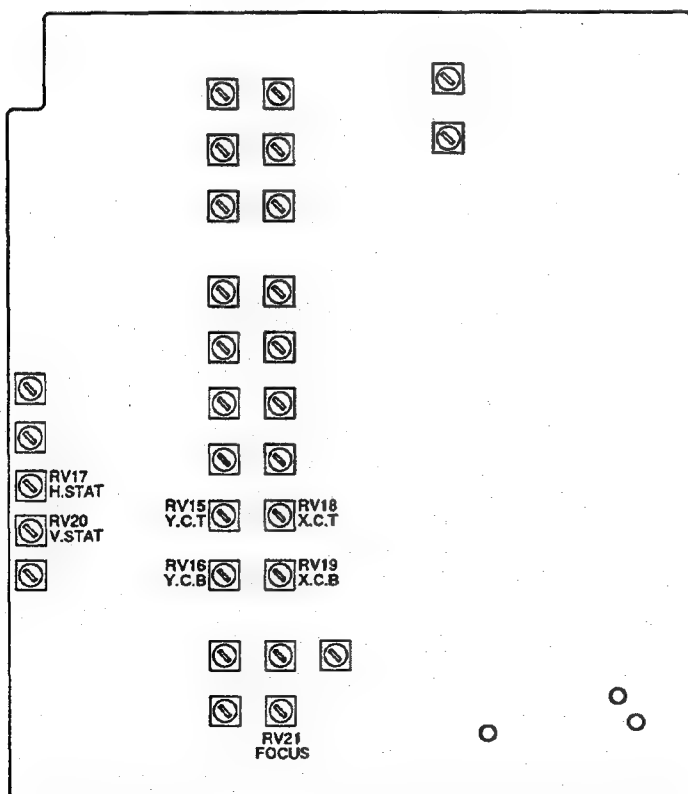 RV17
H.STAT
RV20
V.STAT
RV15
Y.C.T
RV18
X.C.T
RV16
Y.C.B
RV19
X.C.B
RV21
FOCUS